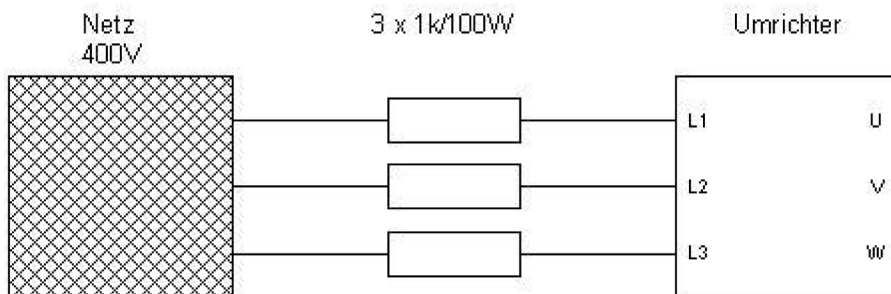 Netz
400V
3 x 1k/100W
Umrichter
L1
U
L2
V
L3
W